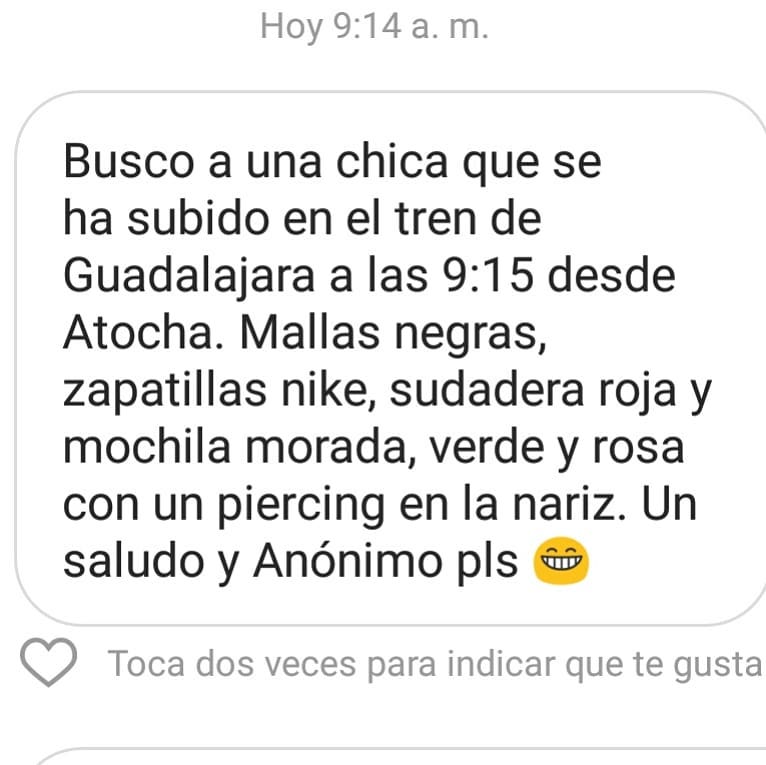 Hoy 9:14 a. m.
Busco a una chica que se
ha subido en el tren de
Guadalajara a las 9:15 desde
Atocha. Mallas negras,
zapatillas nike, sudadera roja y
mochila morada, verde y rosa
con un piercing en la nariz. Un
saludo y Anónimo pls 😁
Toca dos veces para indicar que te gusta